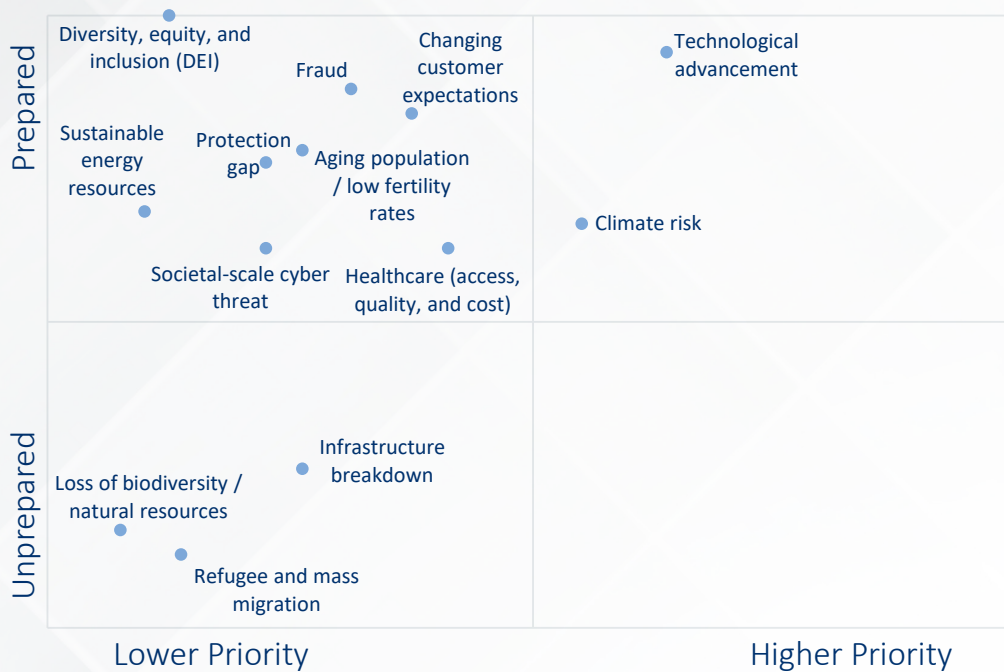 Prepared
Unprepared
Diversity, equity, and
inclusion (DEI)
Fraud
Changing
customer
expectations
Technological
advancement
Sustainable
energy
resources
Protection
gap
Aging population
/ low fertility
rates
Climate risk
Societal-scale cyber
threat
Healthcare (access,
quality, and cost)
Infrastructure
breakdown
Loss of biodiversity /
natural resources
Refugee and mass
migration
Lower Priority
Higher Priority